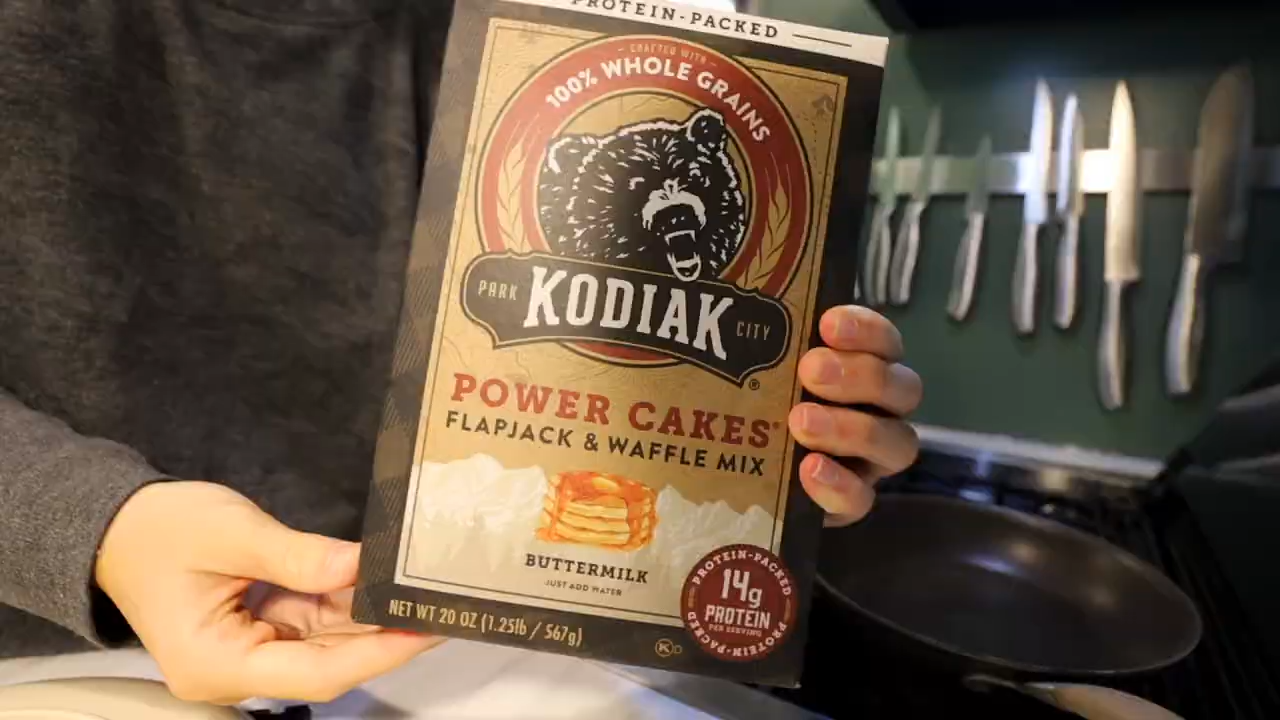 PROTEIN-PACKED
CRAFTED WITH
100% WHOLE GRAINS
PARK KODIAK CITY ®
POWER CAKES®
FLAPJACK & WAFFLE MIX
BUTTERMILK
JUST ADD WATER
PROTEIN-PACKED
14g
PROTEIN
PER SERVING
PROTEIN-PACKED
NET WT 20 OZ (1.25lb / 567g)
K D